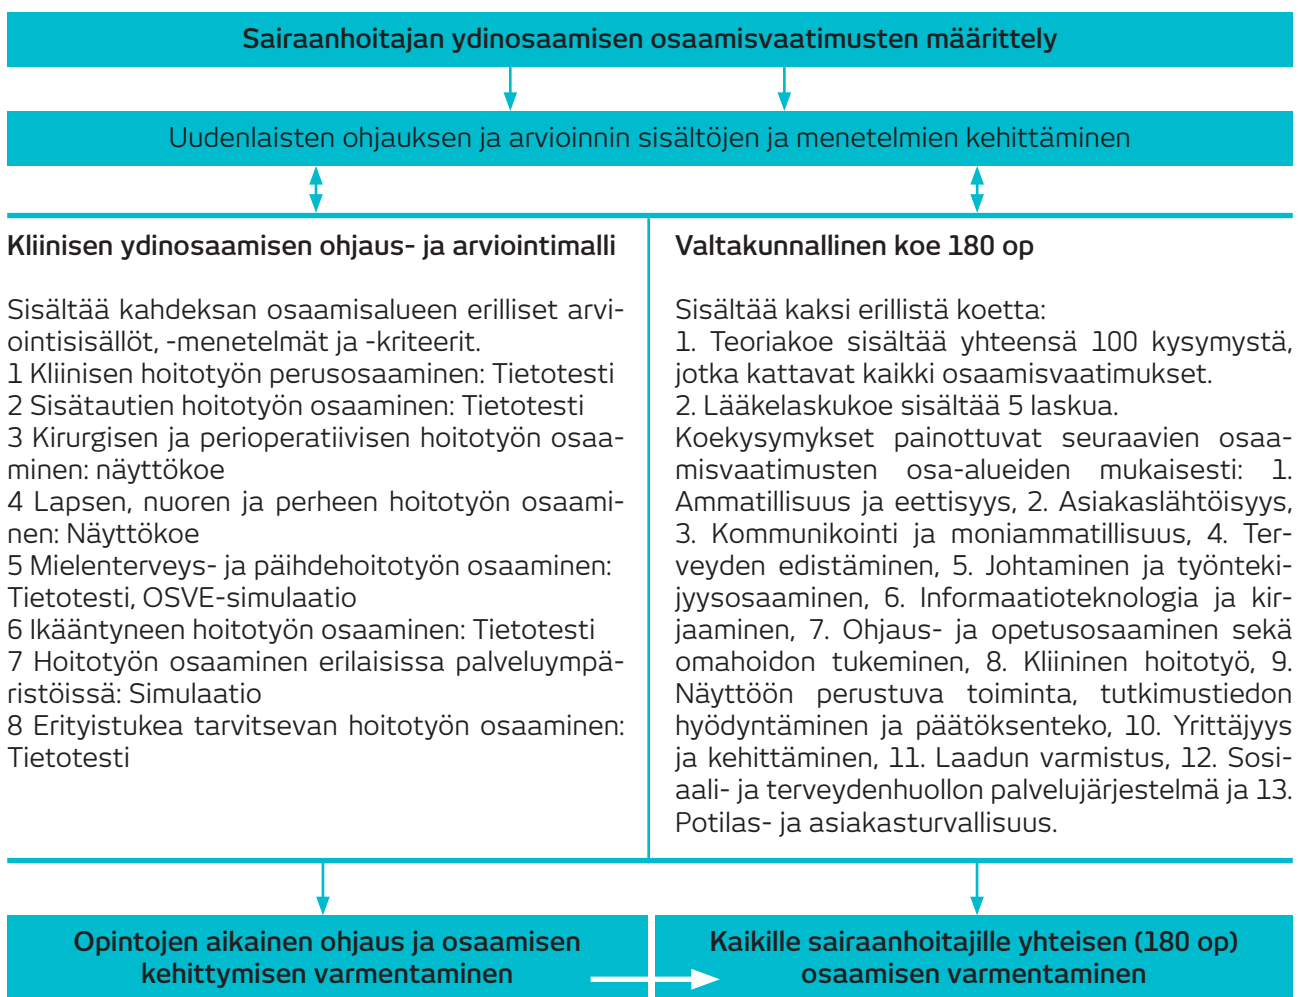 Sairaanhoitajan ydinosaamisen osaamisvaatimusten määrittely
Uudenlaisten ohjauksen ja arvioinnin sisältöjen ja menetelmien kehittäminen
Kliinisen ydinosaamisen ohjaus- ja arviointimalli
Sisältää kahdeksan osaamisalueen erilliset arvi-
ointisisällöt, -menetelmät ja -kriteerit.
1 Kliinisen hoitotyön perusosaaminen: Tietotesti
2 Sisätautien hoitotyön osaaminen: Tietotesti
3 Kirurgisen ja perioperatiivisen hoitotyön osaa-
minen: näyttökoe
4 Lapsen, nuoren ja perheen hoitotyön osaami-
nen: Näyttökoe
5 Mielenterveys- ja päihdehoitotyön osaaminen:
Tietotesti, OSVE-simulaatio
6 Ikääntyneen hoitotyön osaaminen: Tietotesti
7 Hoitotyön osaaminen erilaisissa palveluympä-
ristöissä: Simulaatio
8 Erityistukea tarvitsevan hoitotyön osaaminen:
Tietotesti
Valtakunnallinen koe 180 op
Sisältää kaksi erillistä koetta:
1. Teoriakoe sisältää yhteensä 100 kysymystä,
jotka kattavat kaikki osaamisvaatimukset.
2. Lääkelaskukoe sisältää 5 laskua.
Koekysymykset painottuvat seuraavien osaa-
misvaatimusten osa-alueiden mukaisesti: 1.
Ammatillisuus ja eettisyys, 2. Asiakaslähtöisyys,
3. Kommunikointi ja moniammatillisuus, 4. Ter-
veyden edistäminen, 5. Johtaminen ja työnteki-
jyysosaaminen, 6. Informaatioteknologia ja kir-
jaaminen, 7. Ohjaus- ja opetusosaaminen sekä
omahoidon tukeminen, 8. Kliininen hoitotyö, 9.
Näyttöön perustuva toiminta, tutkimustiedon
hyödyntäminen ja päätöksenteko, 10. Yrittäjyys
ja kehittäminen, 11. Laadun varmistus, 12. Sosi-
aali- ja terveydenhuollon palvelujärjestelmä ja 13.
Potilas- ja asiakasturvallisuus.
Opintojen aikainen ohjaus ja osaamisen
kehittymisen varmentaminen
Kaikille sairaanhoitajille yhteisen (180 op)
osaamisen varmentaminen